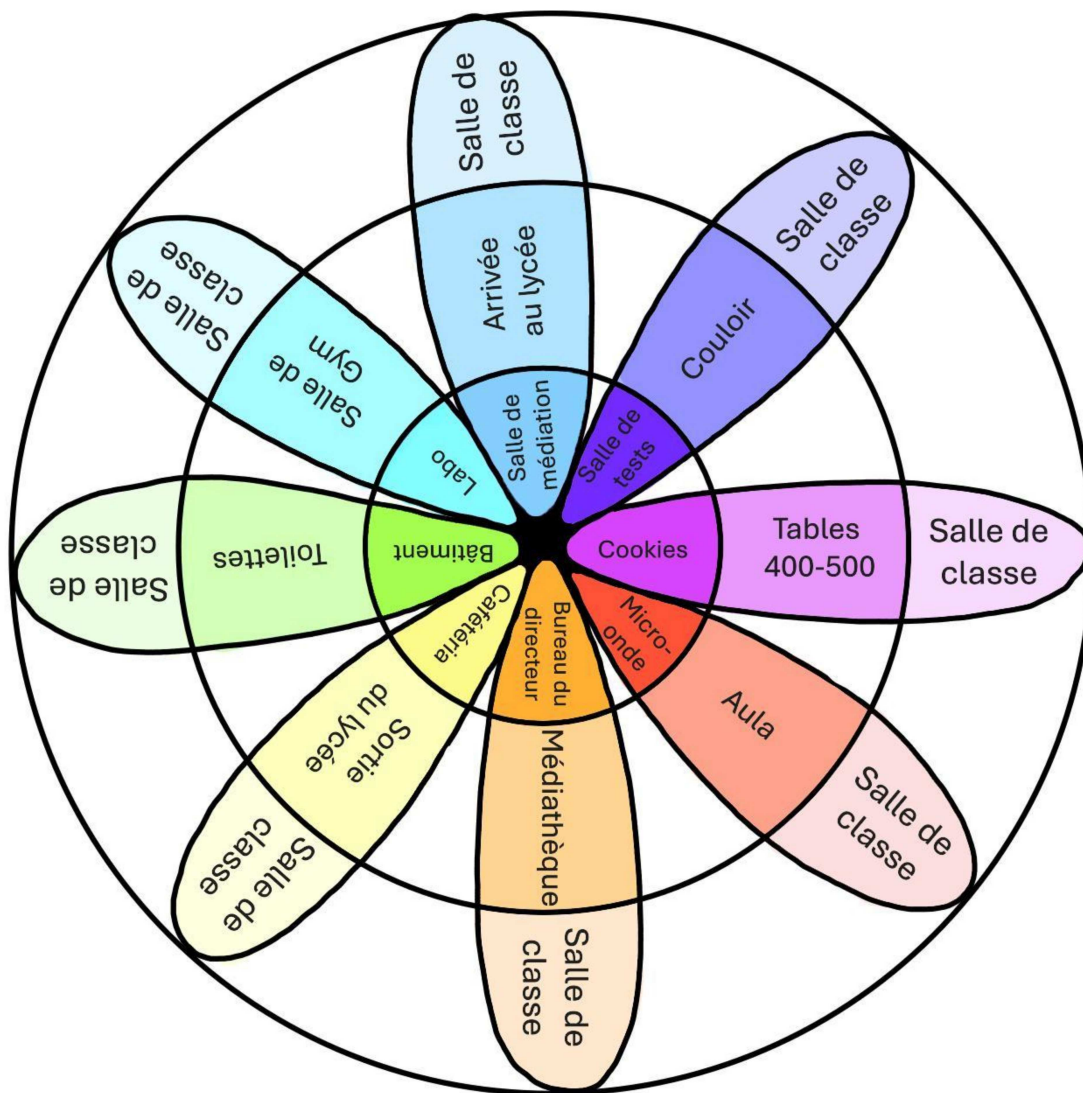 Salle de
classe
Arrivée
au lycée
Salle de
médiation
Salle de
classe
Couloir
Salle de
tests
Salle de
classe
Tables
400-500
Cookies
Salle de
classe
Aula
Micro-
onde
Salle de
classe
Médiathèque
Bureau du
directeur
Salle de
classe
Sortie
du lycée
Cafétéria
Salle de
classe
Toilettes
Bâtiment
Salle de
classe
Salle de
Gym
Labo